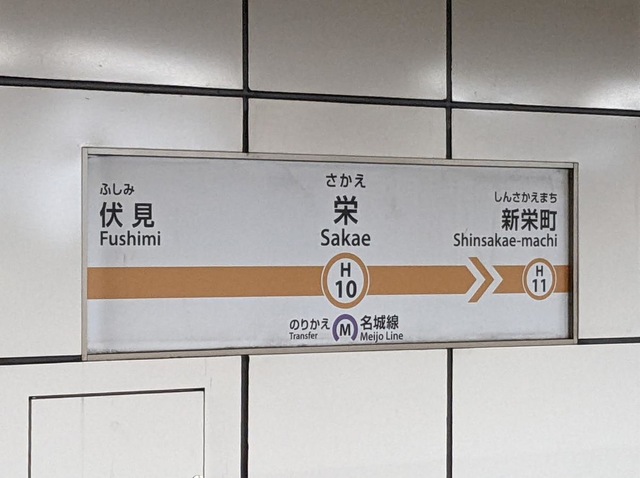 ふしみ
伏見
Fushimi
さかえ
栄
Sakae
しんさかえまち
新栄町
Shinsakae-machi
H
10
H
11
のりかえ
Transfer
M
名城線
Meijo Line